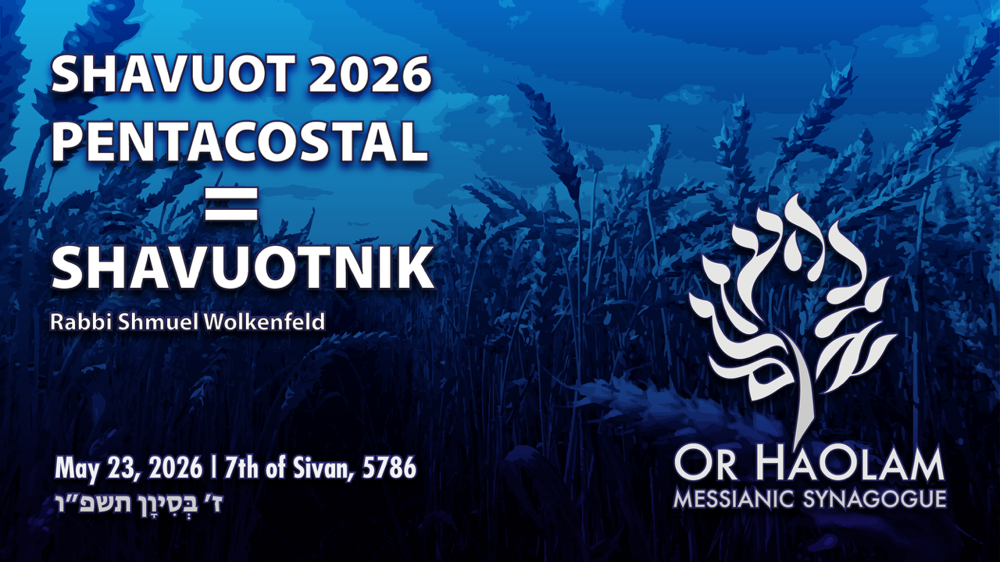 SHAVUOT 2026
PENTACOSTAL
=
SHAVUOTNIK
Rabbi Shmuel Wolkenfeld
May 23, 2026 | 7th of Sivan, 5786
ז׳ בְּסִיוָן תשפ״ו
OR HAOLAM
MESSIANIC SYNAGOGUE